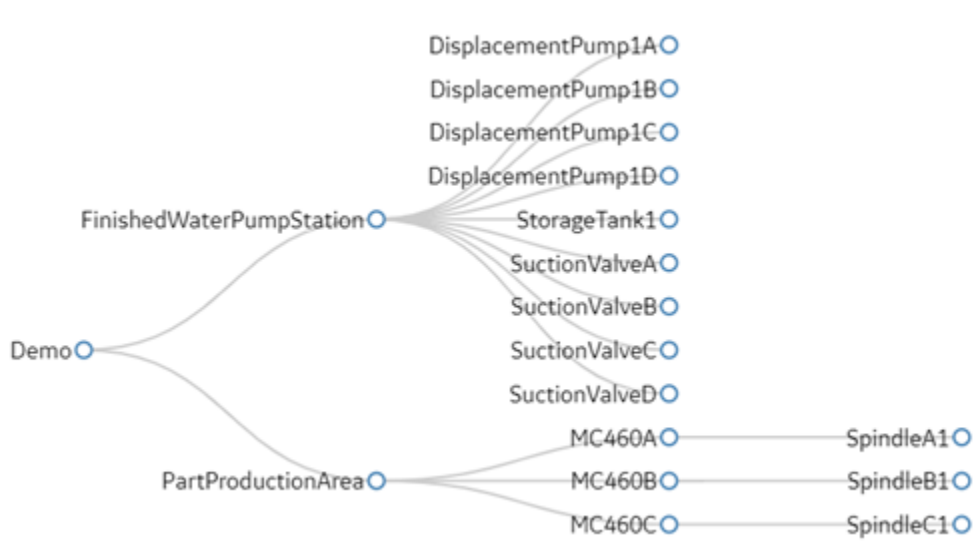 DisplacementPump1A
DisplacementPump1B
DisplacementPump1C
DisplacementPump1D
FinishedWaterPumpStation
StorageTank1
SuctionValveA
SuctionValveB
Demo
SuctionValveC
SuctionValveD
MC460A
SpindleA1
PartProductionArea
MC460B
SpindleB1
MC460C
SpindleC1